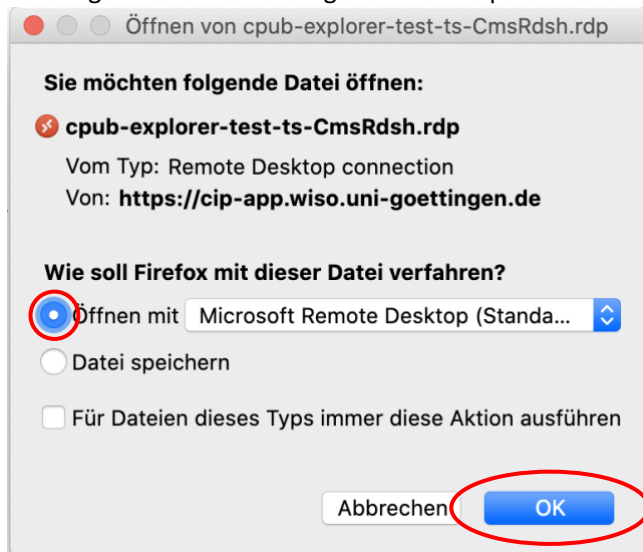 Öffnen von cpub-explorer-test-ts-CmsRdsh.rdp
Sie möchten folgende Datei öffnen:
cpub-explorer-test-ts-CmsRdsh.rdp
Vom Typ: Remote Desktop connection
Von: https://cip-app.wiso.uni-goettingen.de
Wie soll Firefox mit dieser Datei verfahren?
Öffnen mit Microsoft Remote Desktop (Standa...
Datei speichern
Für Dateien dieses Typs immer diese Aktion ausführen
Abbrechen OK